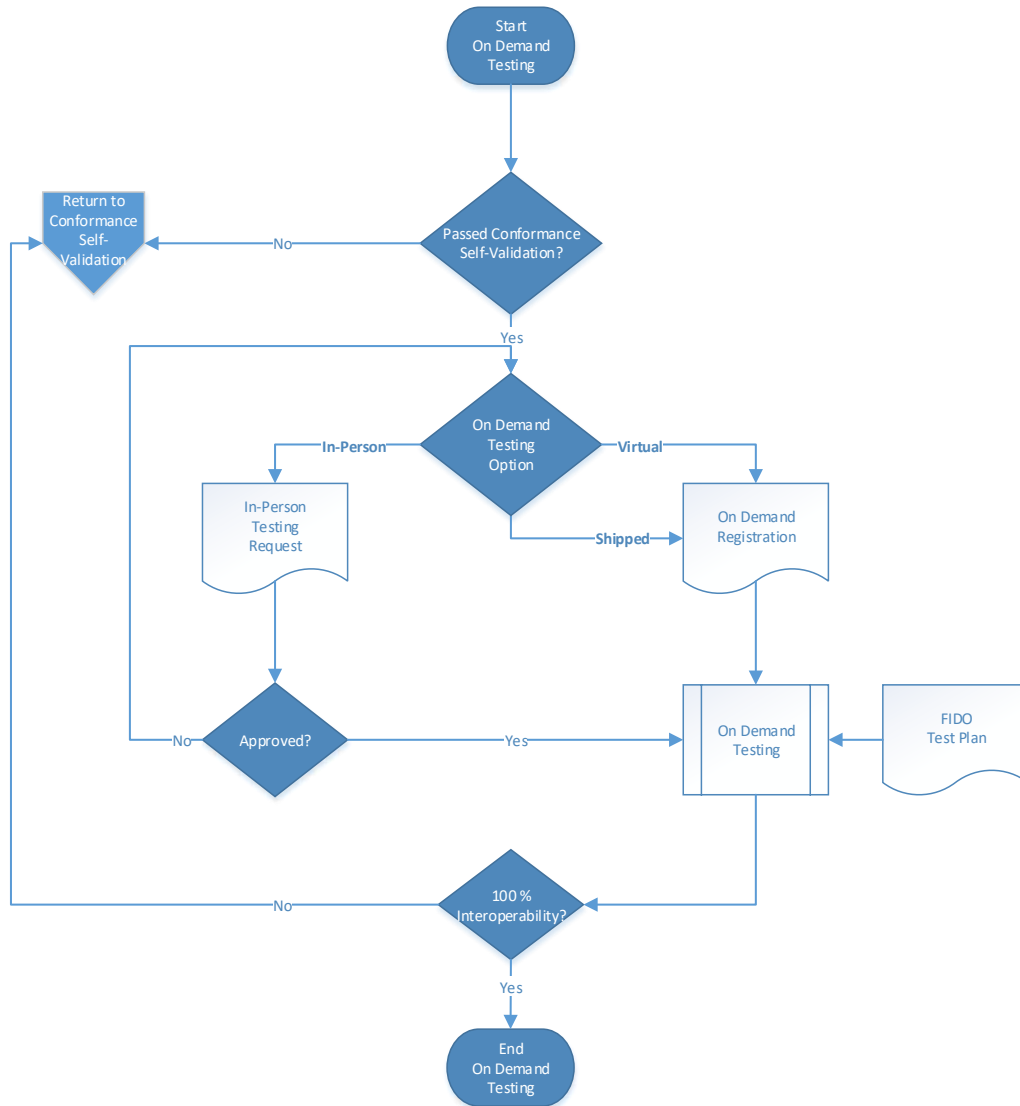 Start
On Demand
Testing
Return to
Conformance
Self-
Validation
No
Passed Conformance
Self-Validation?
Yes
On Demand
Testing
Option
In-Person
Virtual
In-Person
Testing
Request
Shipped
On Demand
Registration
No
Approved?
Yes
On Demand
Testing
FIDO
Test Plan
No
100 %
Interoperability?
Yes
End
On Demand
Testing